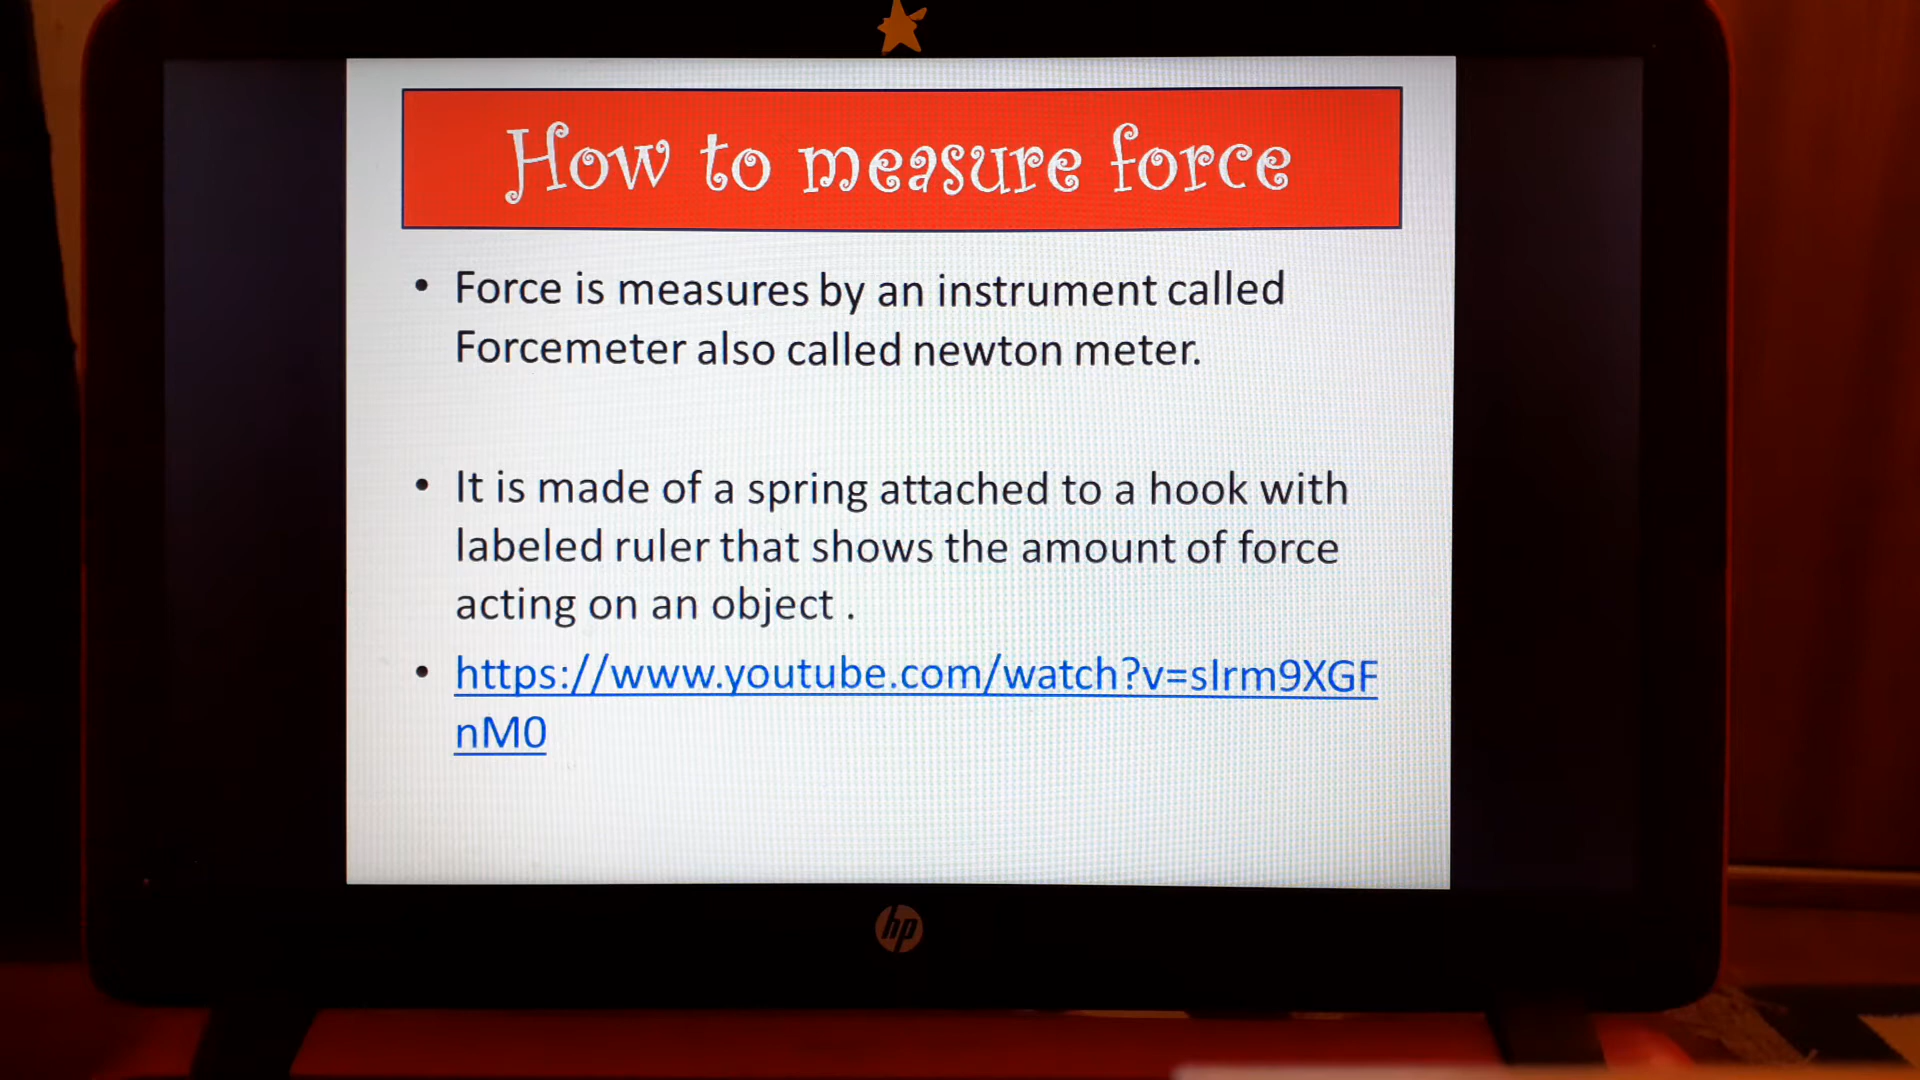 How to measure force
• Force is measures by an instrument called
Forcemeter also called newton meter.
• It is made of a spring attached to a hook with
labeled ruler that shows the amount of force
acting on an object .
• https://www.youtube.com/watch?v=sIrm9XGF
nM0
hp